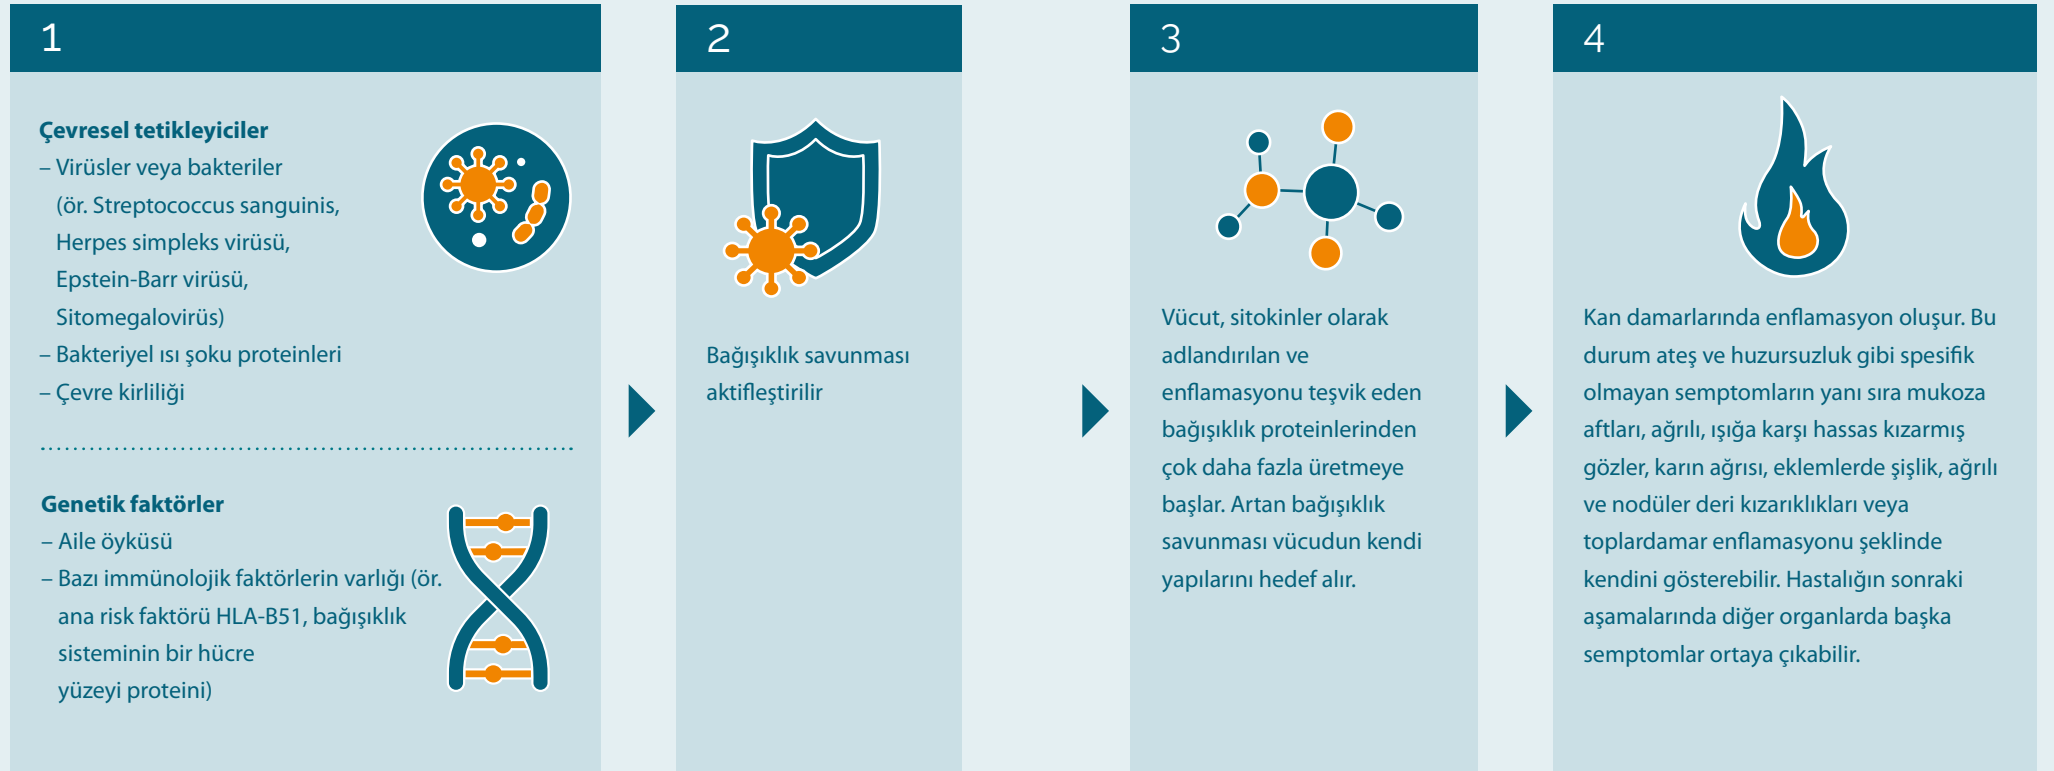 1
Çevresel tetikleyiciler
– Virüsler veya bakteriler
(ör. Streptococcus sanguinis,
Herpes simpleks virüsü,
Epstein-Barr virüsü,
Sitomegalovirüs)
– Bakteriyel ısı şoku proteinleri
– Çevre kirliliği
Genetik faktörler
– Aile öyküsü
– Bazı immünolojik faktörlerin varlığı (ör.
ana risk faktörü HLA-B51, bağışıklık
sisteminin bir hücre
yüzeyi proteini)
2
Bağışıklık savunması
aktifleştirilir
3
Vücut, sitokinler olarak
adlandırılan ve
enflamasyonu teşvik eden
bağışıklık proteinlerinden
çok daha fazla üretmeye
başlar. Artan bağışıklık
savunması vücudun kendi
yapılarını hedef alır.
4
Kan damarlarında enflamasyon oluşur. Bu
durum ateş ve huzursuzluk gibi spesifik
olmayan semptomların yanı sıra mukoza
aftları, ağrılı, ışığa karşı hassas kızarmış
gözler, karın ağrısı, eklemlerde şişlik, ağrılı
ve nodüler deri kızarıklıkları veya
toplardamar enflamasyonu şeklinde
kendini gösterebilir. Hastalığın sonraki
aşamalarında diğer organlarda başka
semptomlar ortaya çıkabilir.